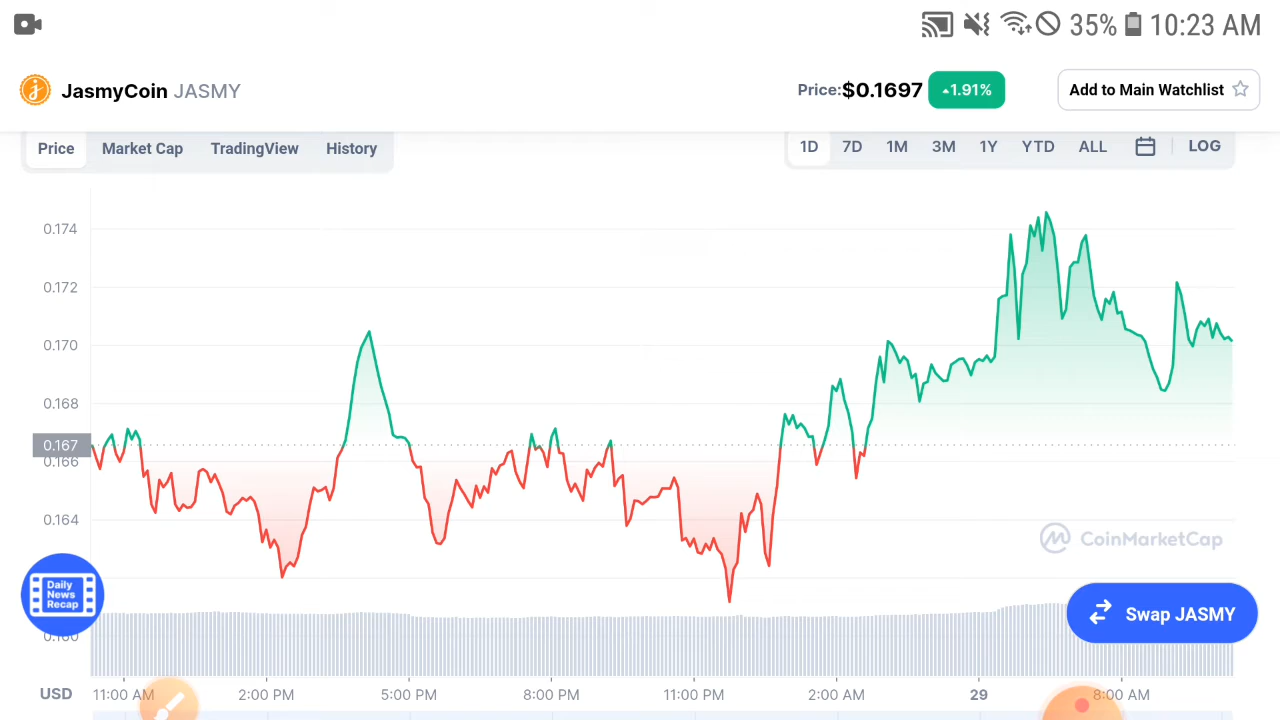 35% 10:23 AM
JasmyCoin JASMY Price: $0.1697 1.91% Add to Main Watchlist
Price Market Cap TradingView History 1D 7D 1M 3M 1Y YTD ALL LOG
0.174
0.172
0.170
0.168
0.167
0.166
0.164
CoinMarketCap
Daily
News
Recap
Swap JASMY
0.160
USD 11:00 AM 2:00 PM 5:00 PM 8:00 PM 11:00 PM 2:00 AM 29 8:00 AM